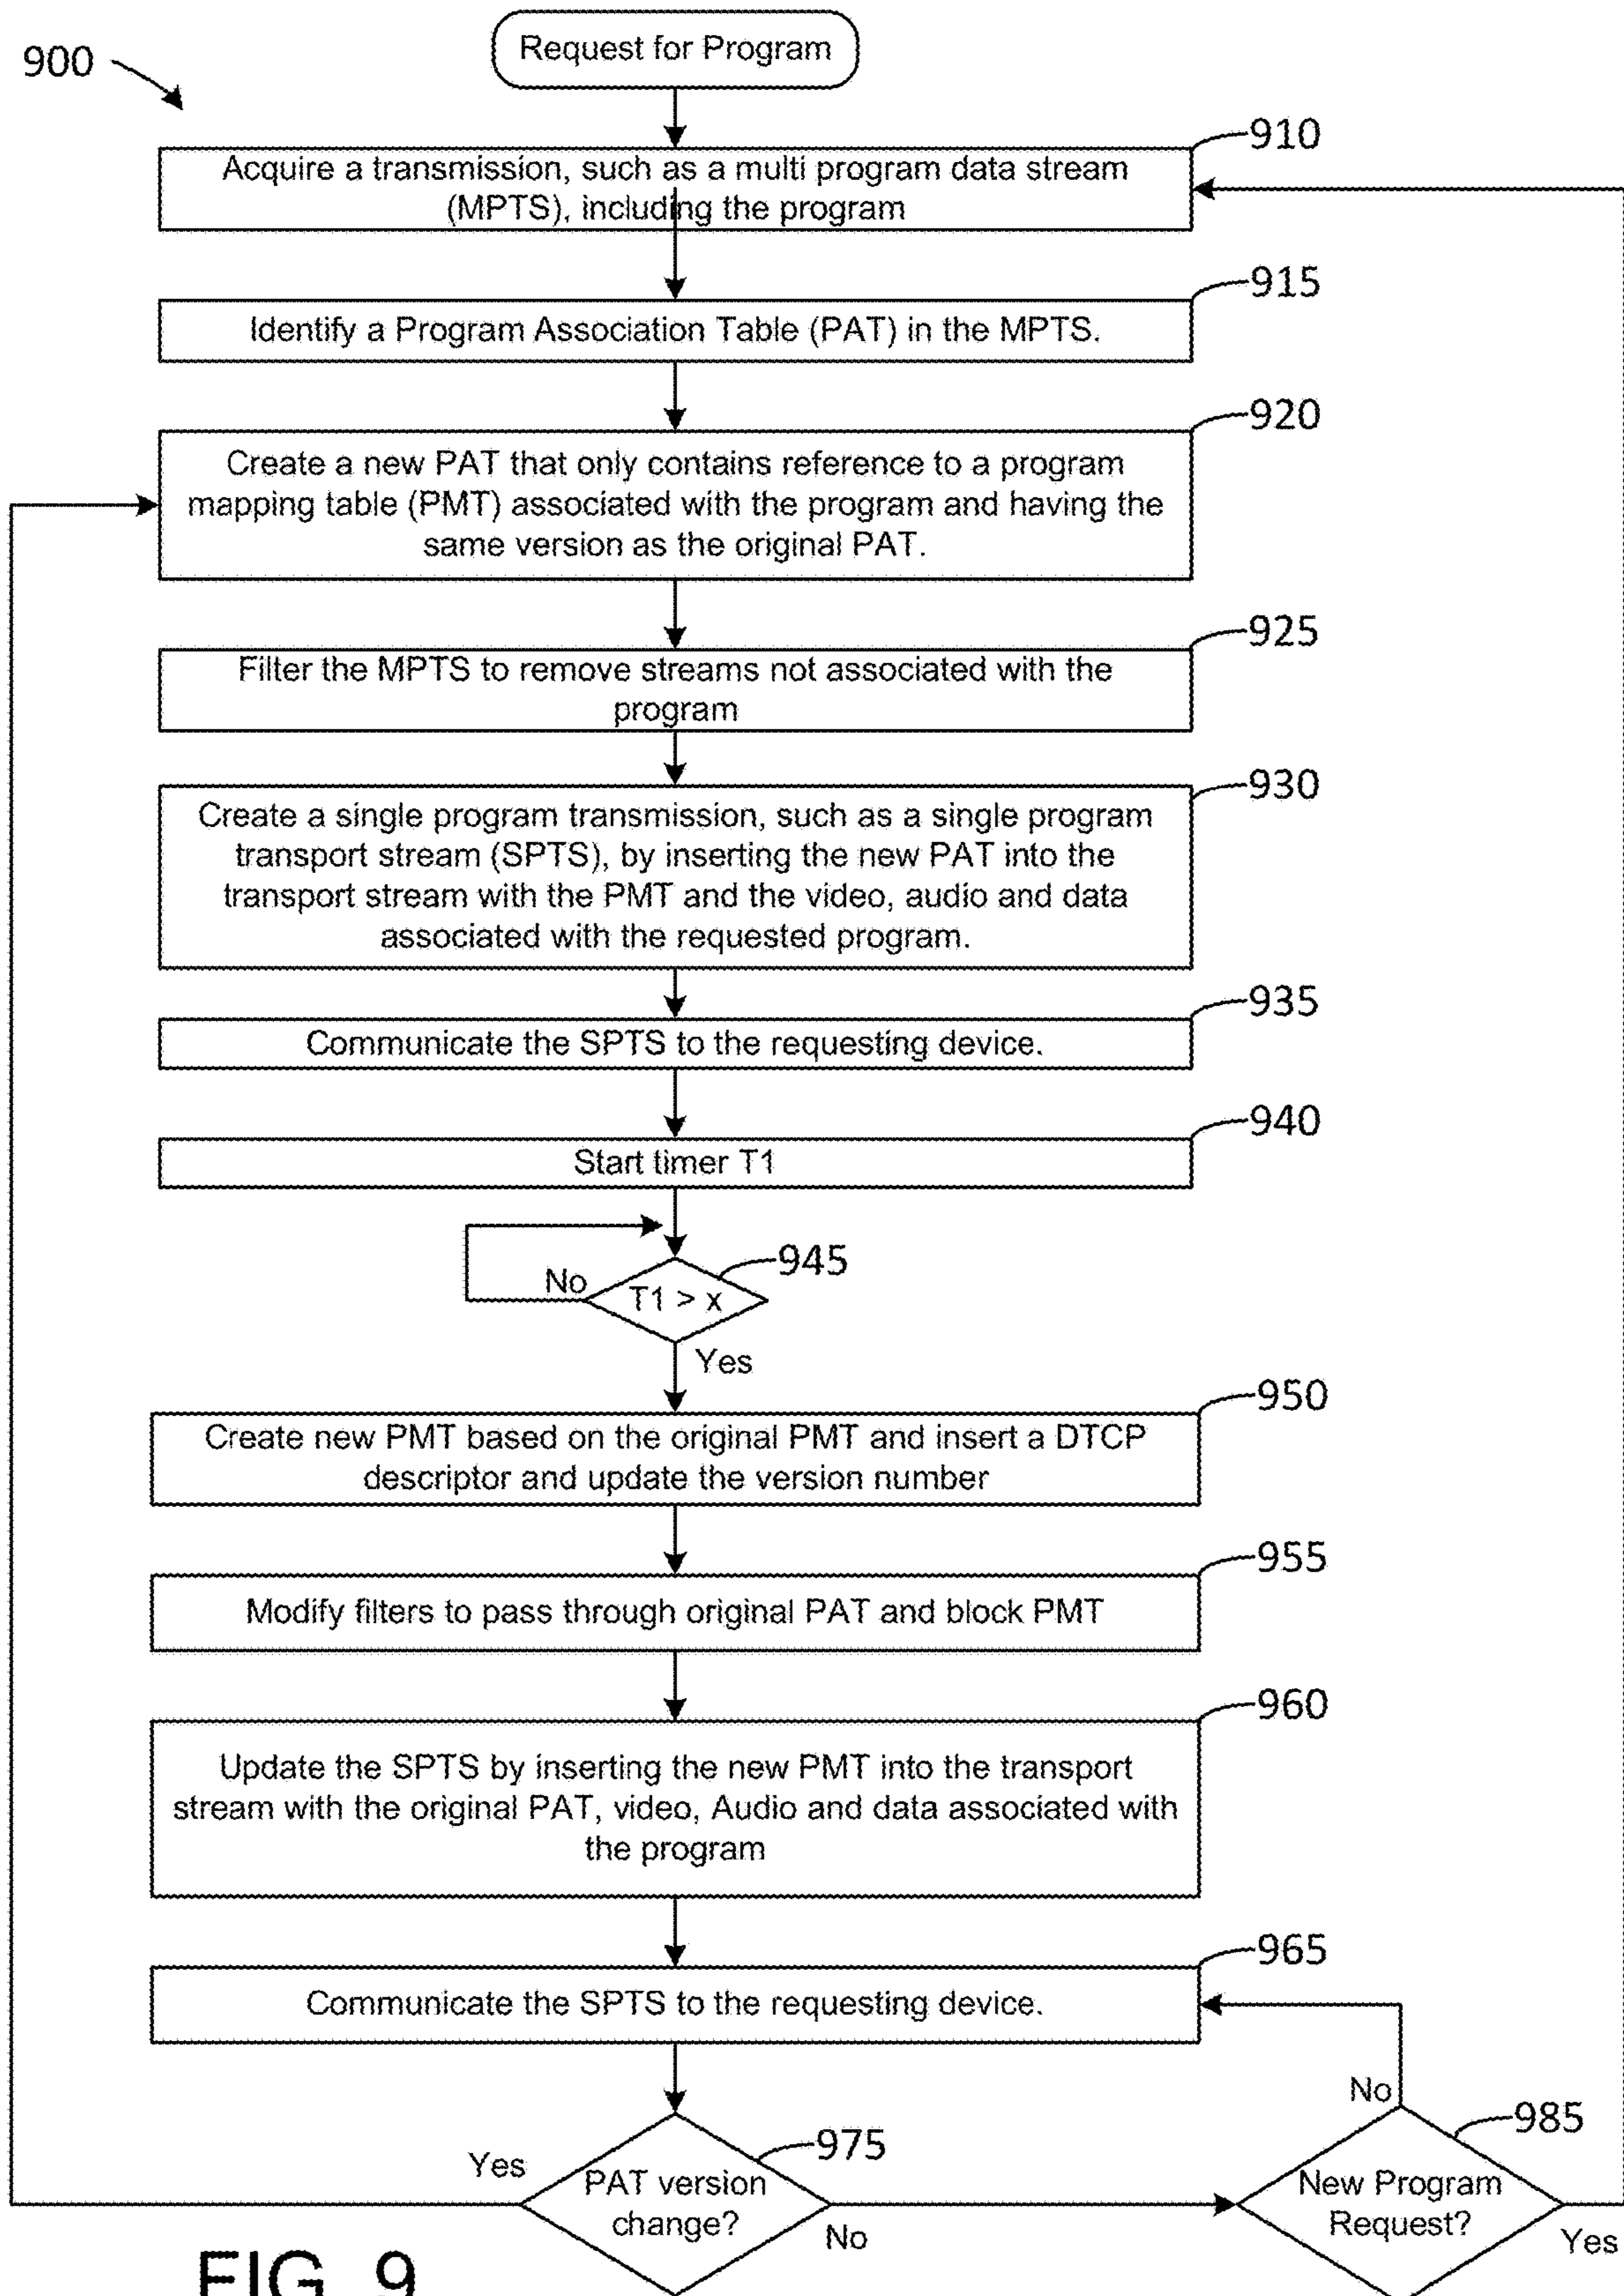 Request for Program
900
910
Acquire a transmission, such as a multi program data stream
(MPTS), including the program
915
Identify a Program Association Table (PAT) in the MPTS.
920
Create a new PAT that only contains reference to a program
mapping table (PMT) associated with the program and having the
same version as the original PAT.
925
Filter the MPTS to remove streams not associated with the
program
930
Create a single program transmission, such as a single program
transport stream (SPTS), by inserting the new PAT into the
transport stream with the PMT and the video, audio and data
associated with the requested program.
935
Communicate the SPTS to the requesting device.
940
Start timer T1
945
No
T1 > x
Yes
950
Create new PMT based on the original PMT and insert a DTCP
descriptor and update the version number
955
Modify filters to pass through original PAT and block PMT
960
Update the SPTS by inserting the new PMT into the transport
stream with the original PAT, video, Audio and data associated with
the program
965
Communicate the SPTS to the requesting device.
No
985
975
Yes
PAT version
change?
No
New Program
Request?
Yes
FIG. 9